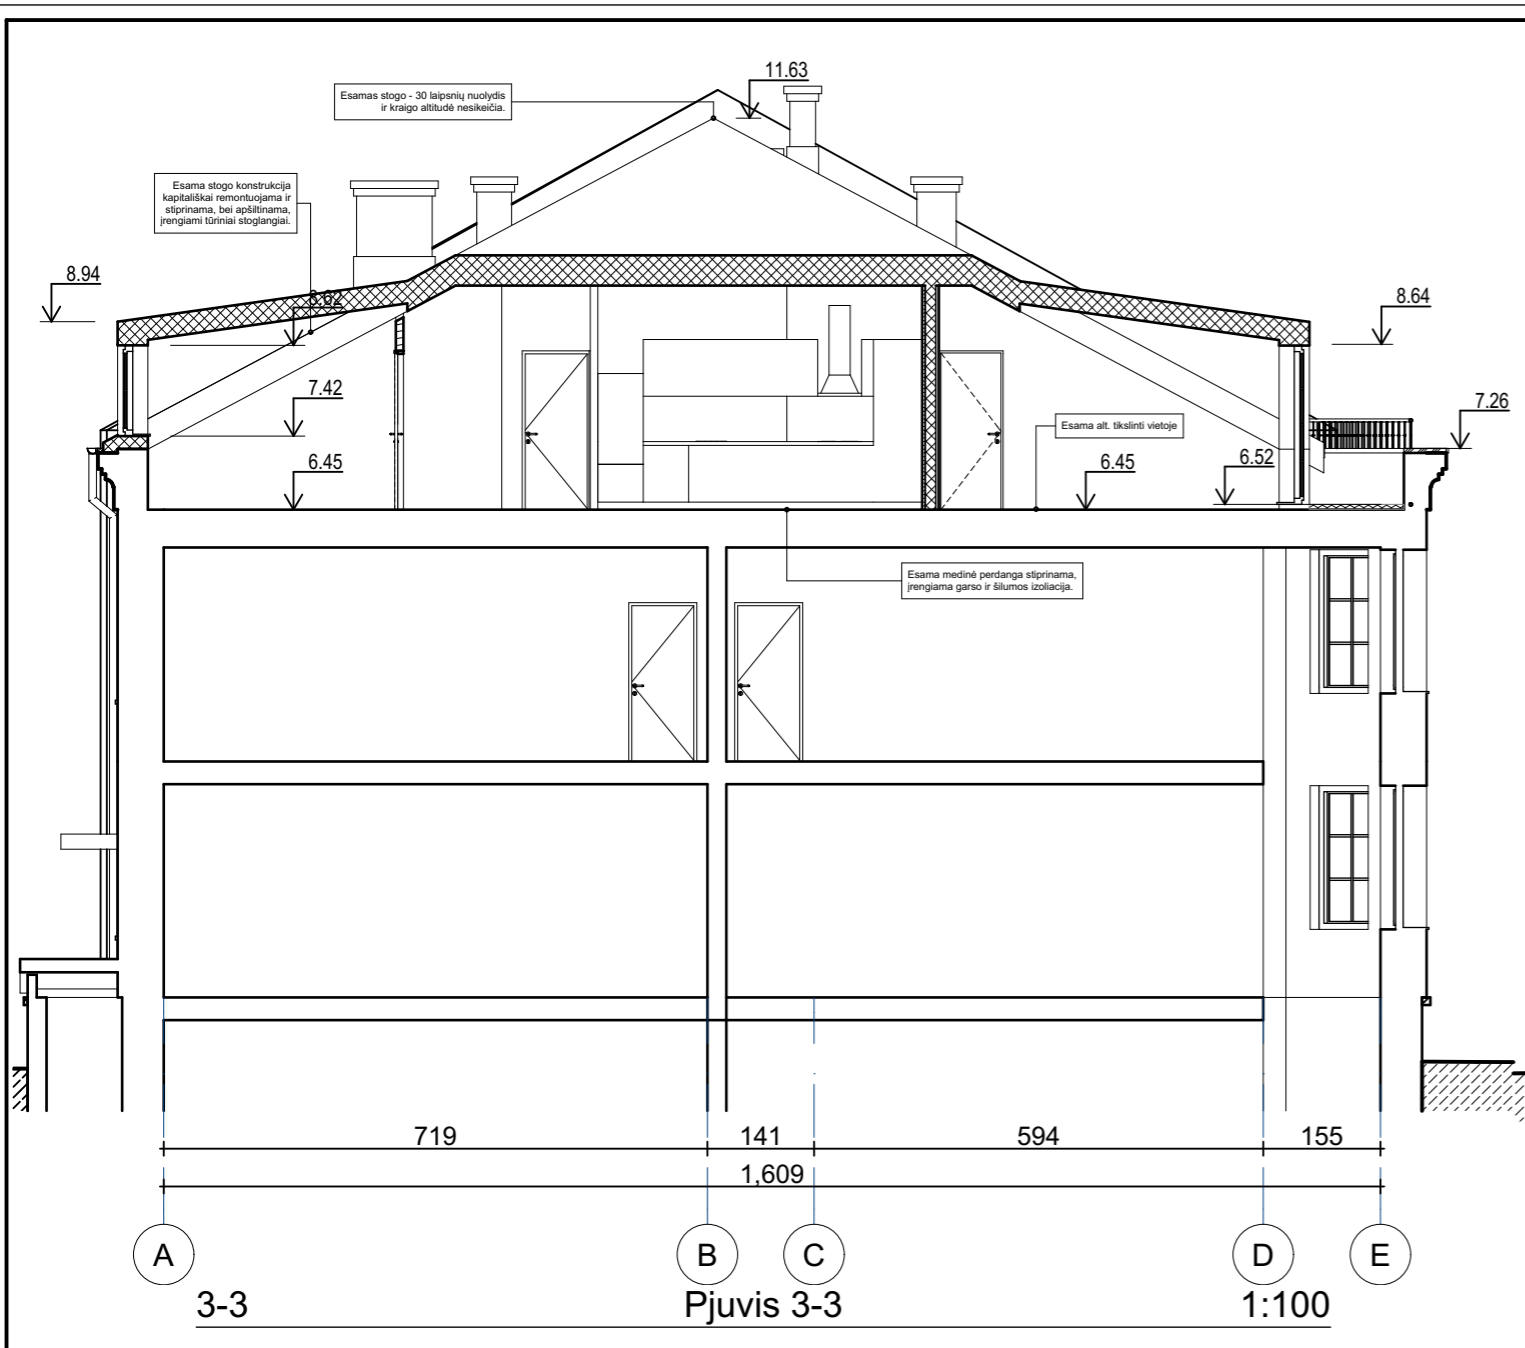 11.63
Esamas stogo - 30 laipsnių nuolydis
ir kraigo altitudė nesikeičia.
Esama stogo konstrukcija
kapitališkai remontuojama ir
stiprinama, bei apšiltinama,
įrengiami tūriniai stoglangiai.
8.94
8.62
8.64
7.42
7.26
Esama alt. tikslinti vietoje
6.45
6.45
6.52
Esama medinė perdanga stiprinama,
įrengiama garso ir šilumos izoliacija.
719
141
594
155
1,609
A
B
C
D
E
3-3
Pjuvis 3-3
1:100